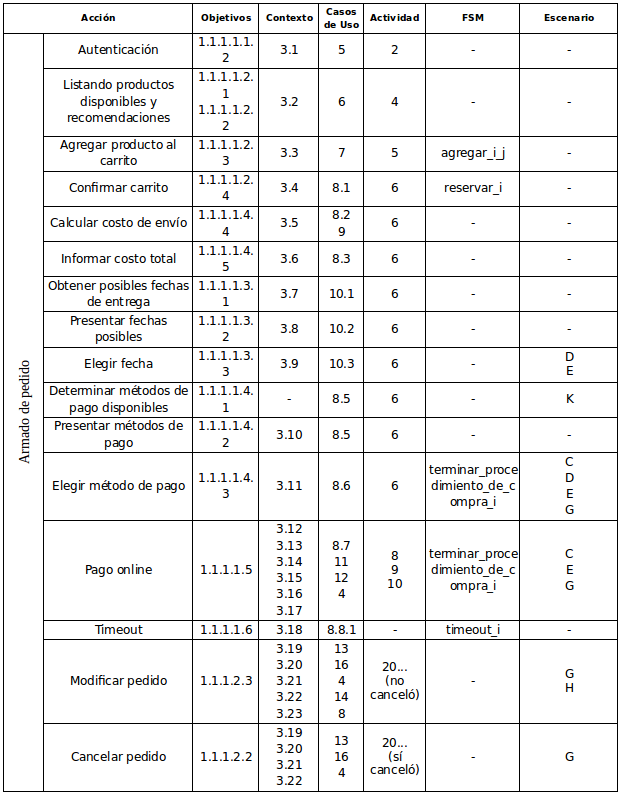 Acción Objetivos Contexto Casos de Uso Actividad FSM Escenario
Armado de pedido
Autenticación 1.1.1.1.1.2 3.1 5 2 - -
Listando productos disponibles y recomendaciones 1.1.1.1.2.1 1.1.1.1.2.2 3.2 6 4 - -
Agregar producto al carrito 1.1.1.1.2.3 3.3 7 5 agregar_i_j -
Confirmar carrito 1.1.1.1.2.4 3.4 8.1 6 reservar_i -
Calcular costo de envío 1.1.1.1.4.4 3.5 8.2 9 6 - -
Informar costo total 1.1.1.1.4.5 3.6 8.3 6 - -
Obtener posibles fechas de entrega 1.1.1.1.3.1 3.7 10.1 6 - -
Presentar fechas posibles 1.1.1.1.3.2 3.8 10.2 6 - -
Elegir fecha 1.1.1.1.3.3 3.9 10.3 6 - D E
Determinar métodos de pago disponibles 1.1.1.1.4.1 - 8.5 6 - K
Presentar métodos de pago 1.1.1.1.4.2 3.10 8.5 6 - -
Elegir método de pago 1.1.1.1.4.3 3.11 8.6 6 terminar_procedimiento_de_compra_i C D E G
Pago online 1.1.1.1.5 3.12 3.13 3.14 3.15 3.16 3.17 8.7 11 12 4 8 9 10 terminar_procedimiento_de_compra_i C E G
Timeout 1.1.1.1.6 3.18 8.8.1 - timeout_i -
Modificar pedido 1.1.1.2.3 3.19 3.20 3.21 3.22 3.23 13 16 4 14 8 20... (no canceló) - G H
Cancelar pedido 1.1.1.2.2 3.19 3.20 3.21 3.22 13 16 4 20... (sí canceló) - G